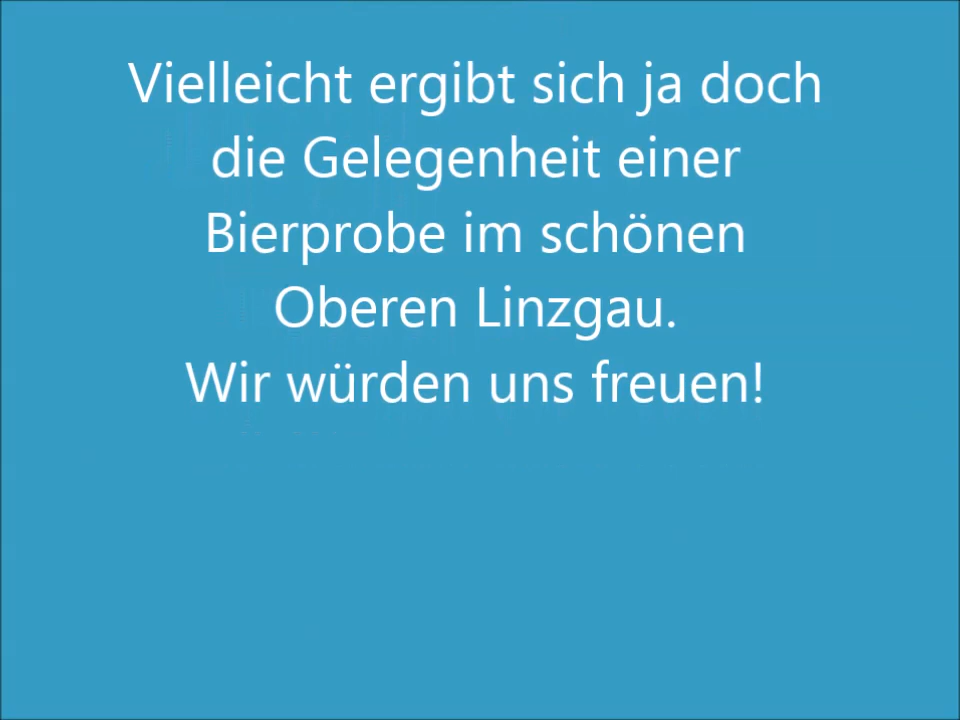 Vielleicht ergibt sich ja doch
die Gelegenheit einer
Bierprobe im schönen
Oberen Linzgau.
Wir würden uns freuen!